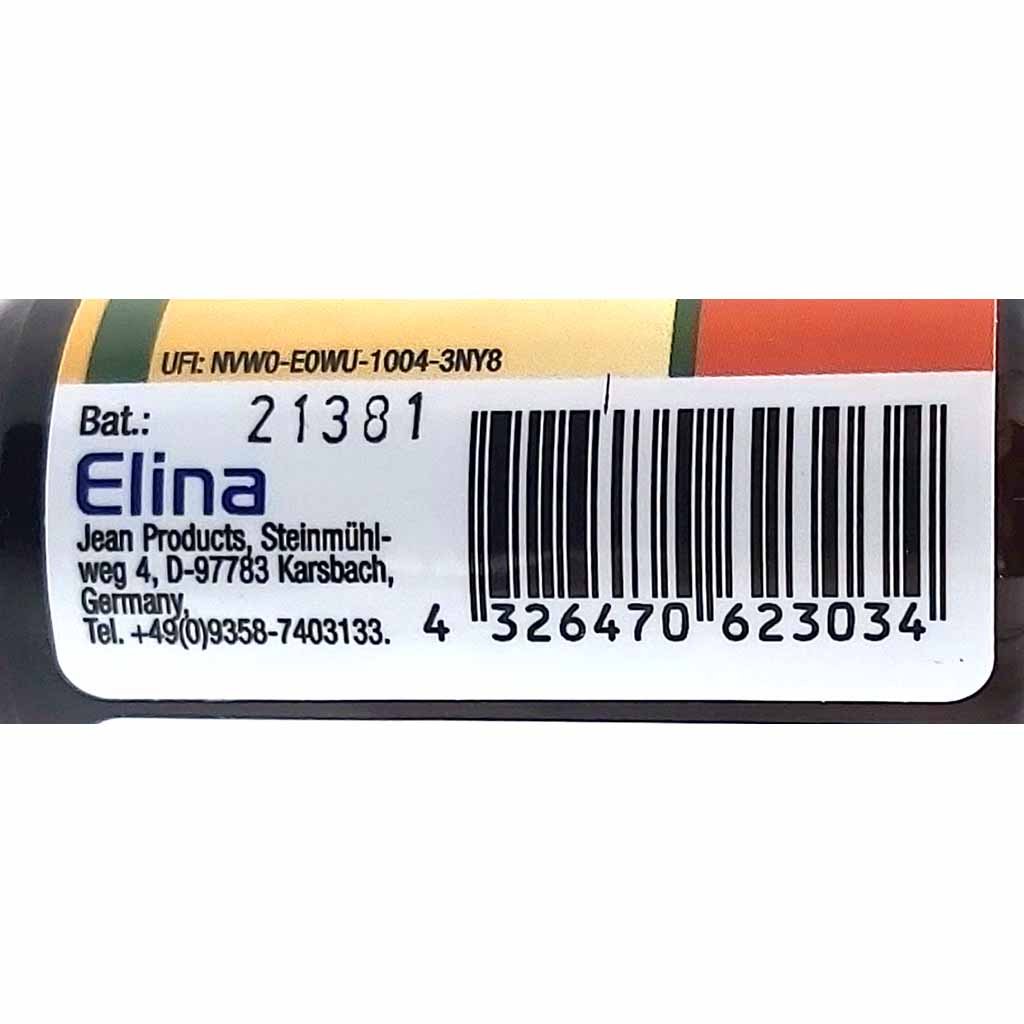 UFI: NVW0-E0WU-1004-3NY8
Bat.: 21381
Elina
Jean Products, Steinmühl-
weg 4, D-97783 Karsbach,
Germany,
Tel. +49(0)9358-7403133.
4 326470 623034